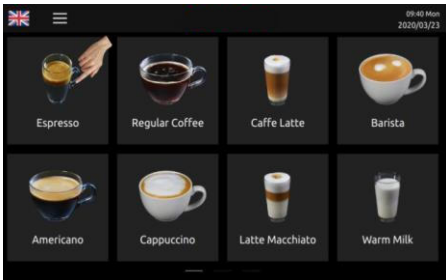 09:40 Mon
2020/03/23
Espresso
Regular Coffee
Caffe Latte
Barista
Americano
Cappuccino
Latte Macchiato
Warm Milk